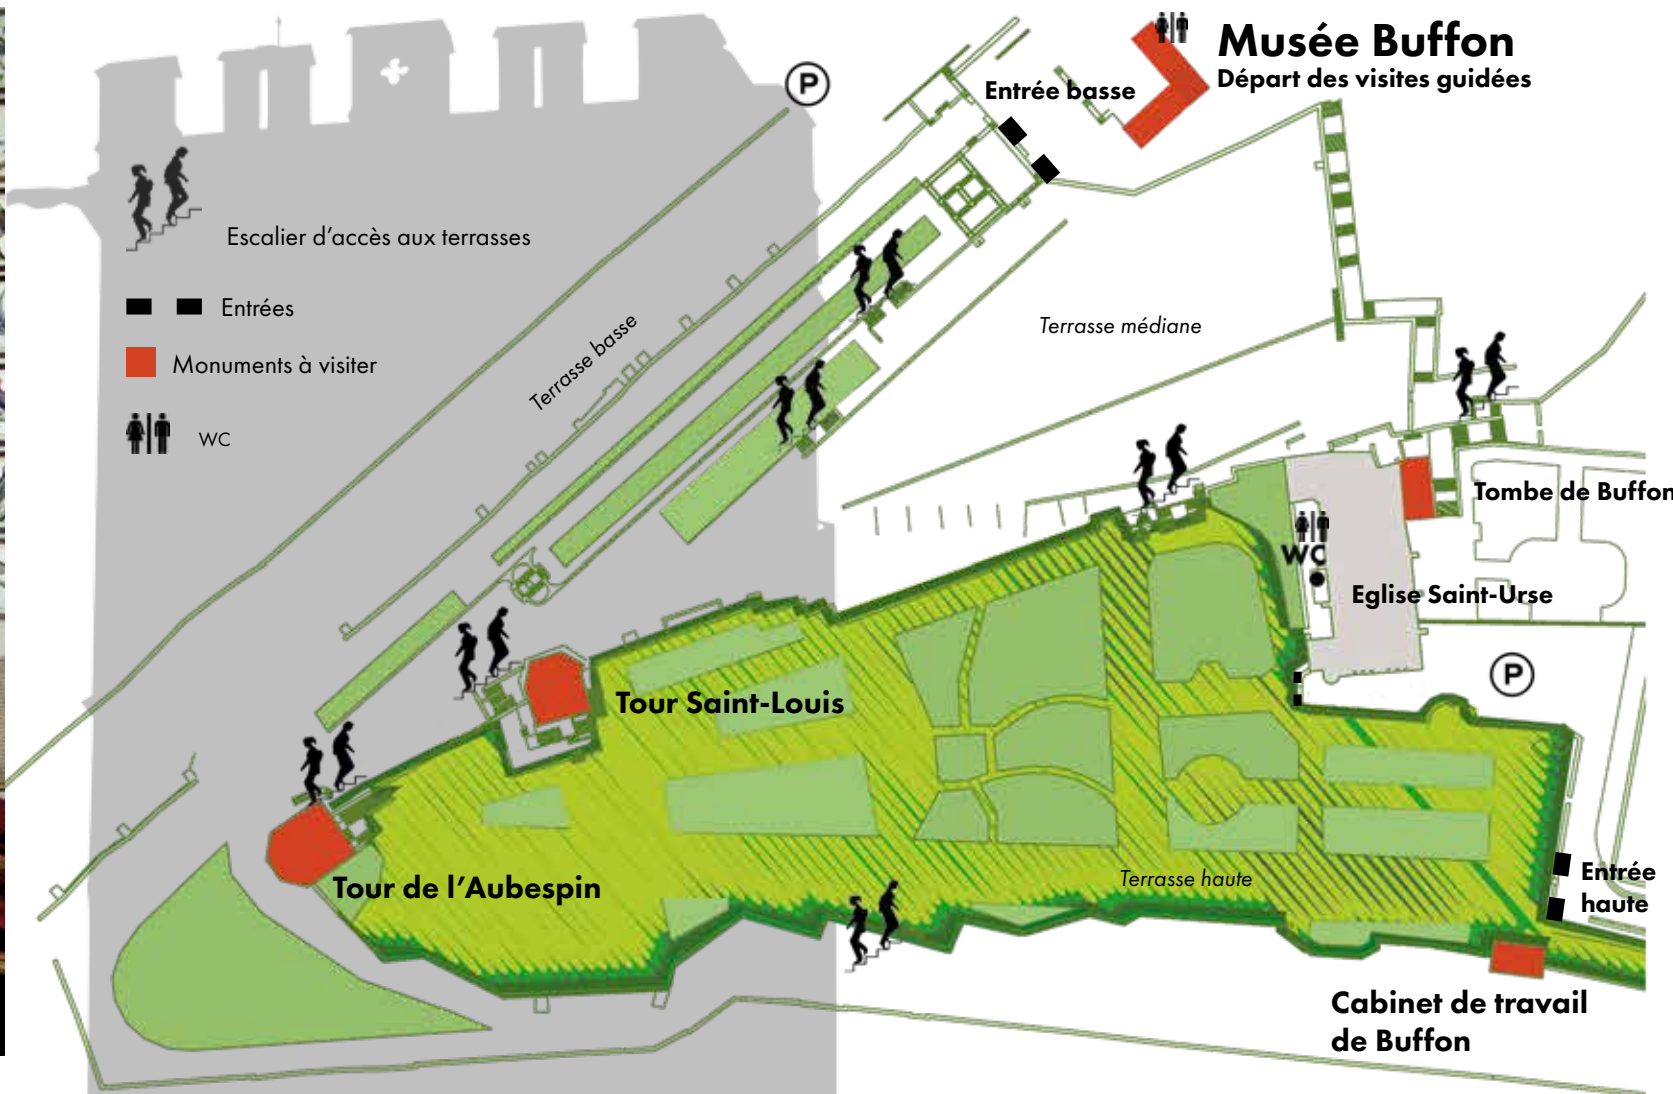 Musée Buffon
Départ des visites guidées
P
Entrée basse
Escalier d'accès aux terrasses
Entrées
Monuments à visiter
WC
Terrasse basse
Terrasse médiane
Tombe de Buffon
WC
Eglise Saint-Urse
P
Tour Saint-Louis
Tour de l'Aubespin
Terrasse haute
Entrée
haute
Cabinet de travail
de Buffon